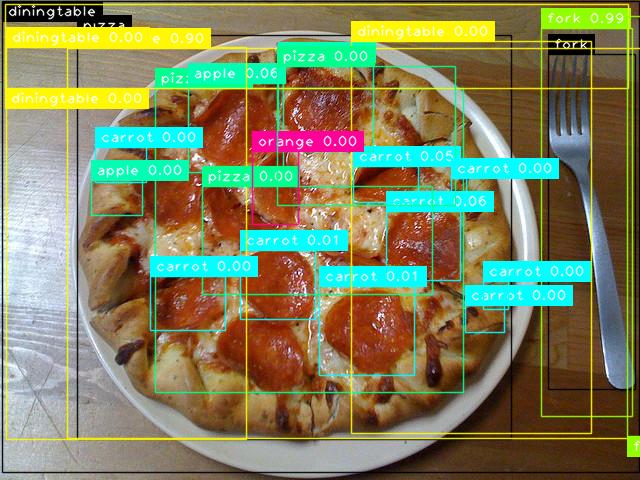 diningtable
pizza
fork 0.99
diningtable 0.00
e 0.90
diningtable 0.00
fork
pizza 0.00
apple 0.06
diningtable 0.00
carrot 0.00
orange 0.00
carrot 0.05
apple 0.00
pizza 0.00
carrot 0.00
carrot 0.06
carrot 0.01
carrot 0.00
carrot 0.01
carrot 0.00
carrot 0.00
f